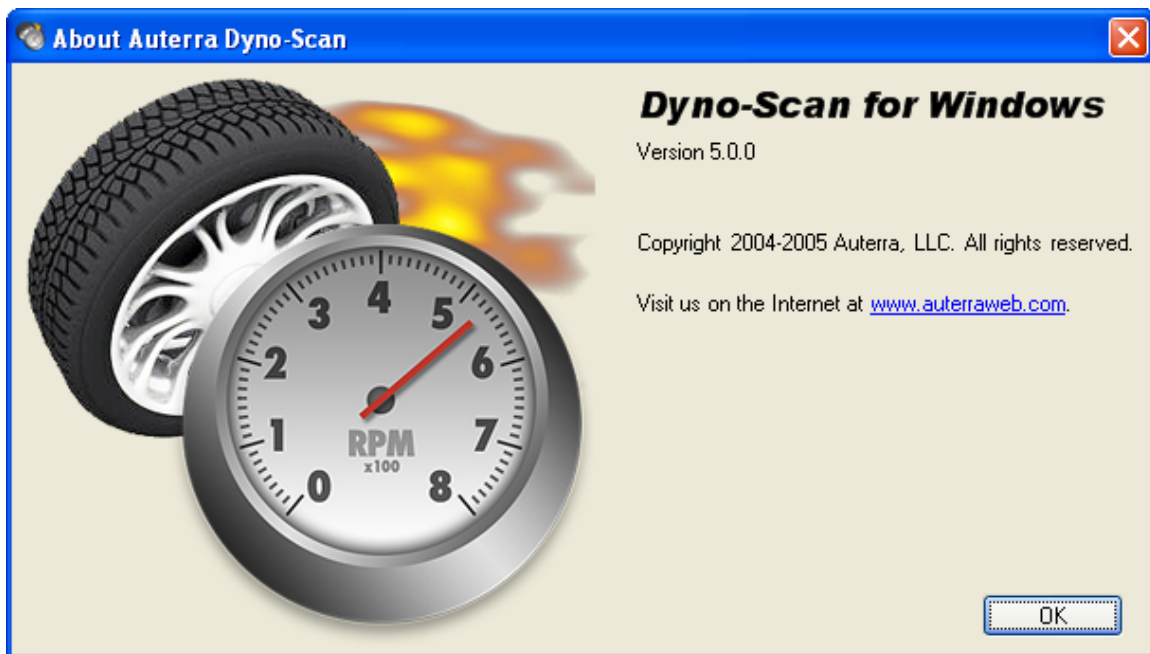 About Auterra Dyno-Scan
Dyno-Scan for Windows
Version 5.0.0
Copyright 2004-2005 Auterra, LLC. All rights reserved.
Visit us on the Internet at www.auterraweb.com.
0
1
2
3
4
5
6
7
8
RPM
x100
OK